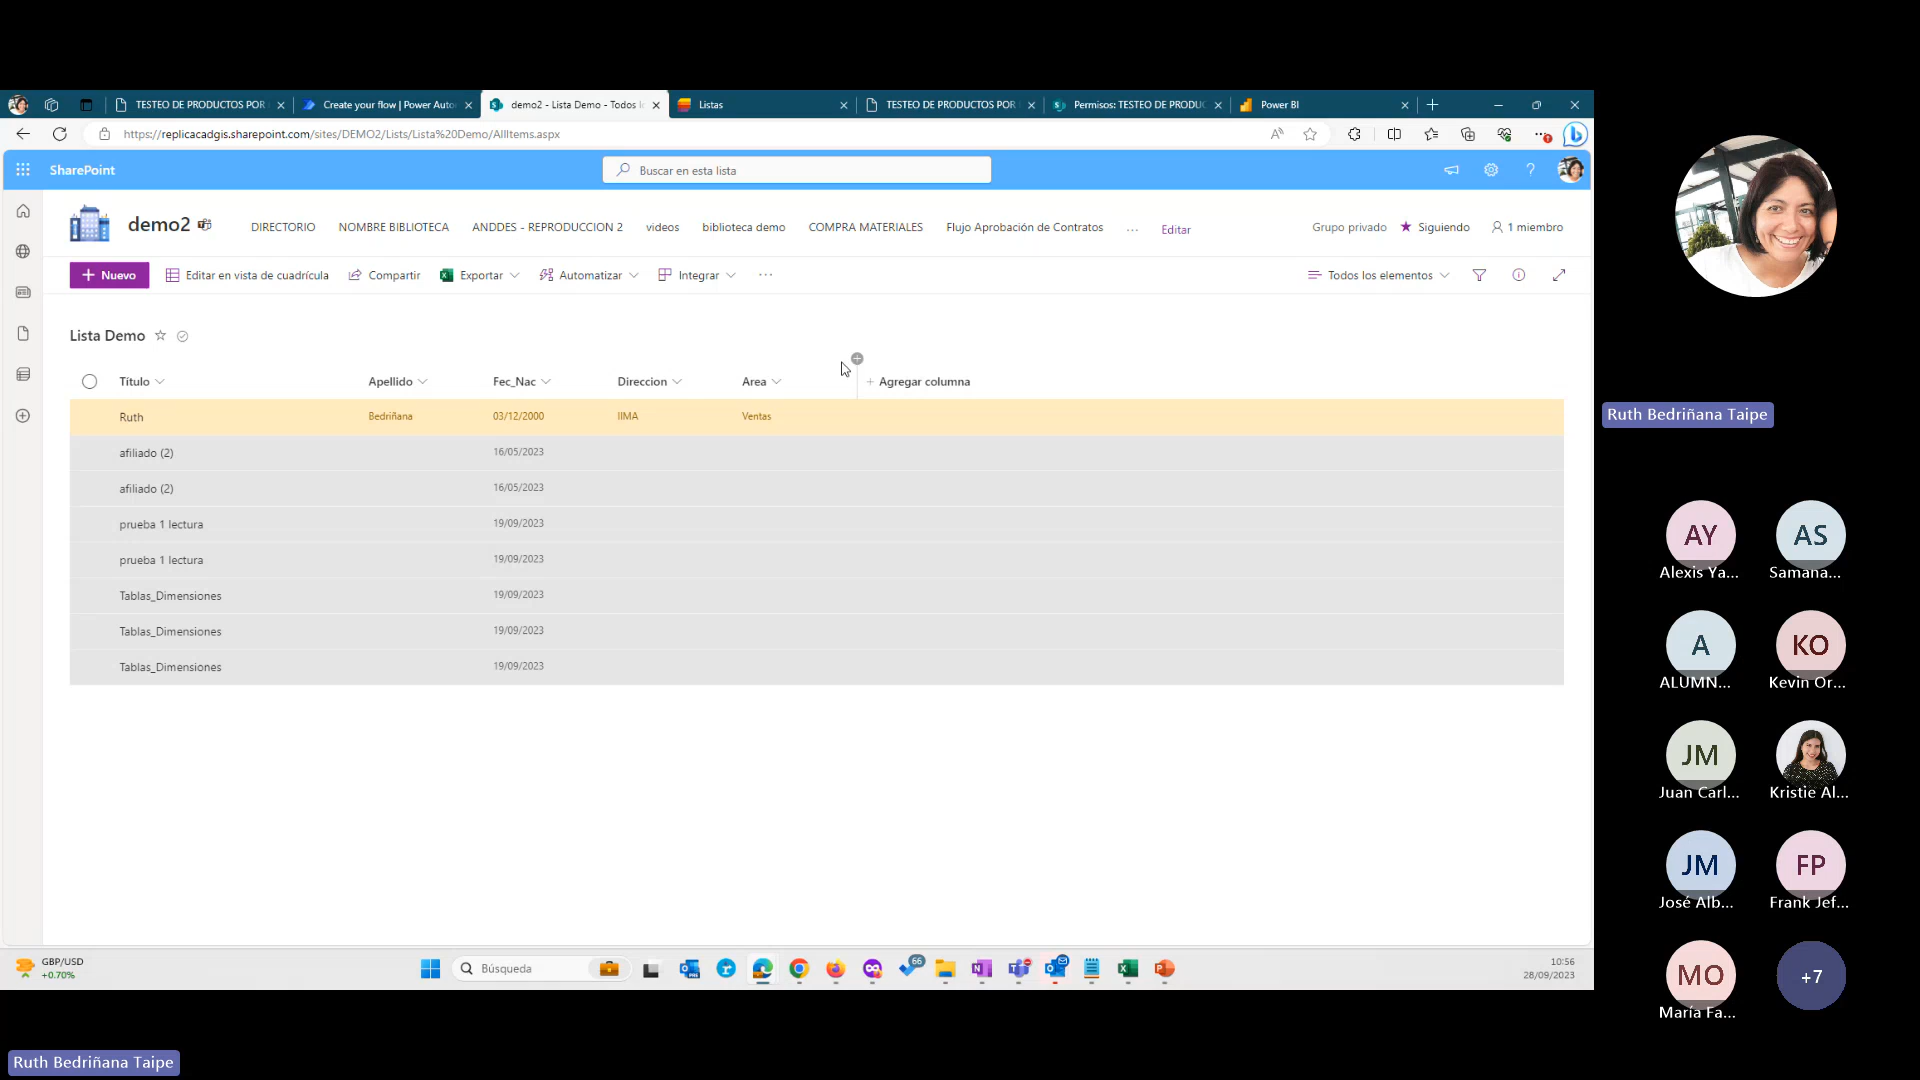 TESTEO DE PRODUCTOS POR
Create your flow | Power Auto
demo2 - Lista Demo - Todos l
Listas
TESTEO DE PRODUCTOS POR
Permisos: TESTEO DE PRODUC
Power BI
https://replicacadgis.sharepoint.com/sites/DEMO2/Lists/Lista%20Demo/AllItems.aspx
SharePoint
Buscar en esta lista
demo2
DIRECTORIO
NOMBRE BIBLIOTECA
ANDDES - REPRODUCCION 2
videos
biblioteca demo
COMPRA MATERIALES
Flujo Aprobación de Contratos
...
Editar
Grupo privado
Siguiendo
1 miembro
Nuevo
Editar en vista de cuadrícula
Compartir
Exportar
Automatizar
Integrar
...
Todos los elementos
Lista Demo
Título Apellido Fec_Nac Direccion Area + Agregar columna
Ruth Bedriñana 03/12/2000 lIMA Ventas
afiliado (2) 16/05/2023
afiliado (2) 16/05/2023
prueba 1 lectura 19/09/2023
prueba 1 lectura 19/09/2023
Tablas_Dimensiones 19/09/2023
Tablas_Dimensiones 19/09/2023
Tablas_Dimensiones 19/09/2023
GBP/USD
+0.70%
Búsqueda
66
10:56
28/09/2023
Ruth Bedriñana Taipe
AY
Alexis Ya...
AS
Samana...
A
ALUMN...
KO
Kevin Or...
JM
Juan Carl...
Kristie Al...
JM
José Alb...
FP
Frank Jef...
MO
María Fa...
+7
Ruth Bedriñana Taipe